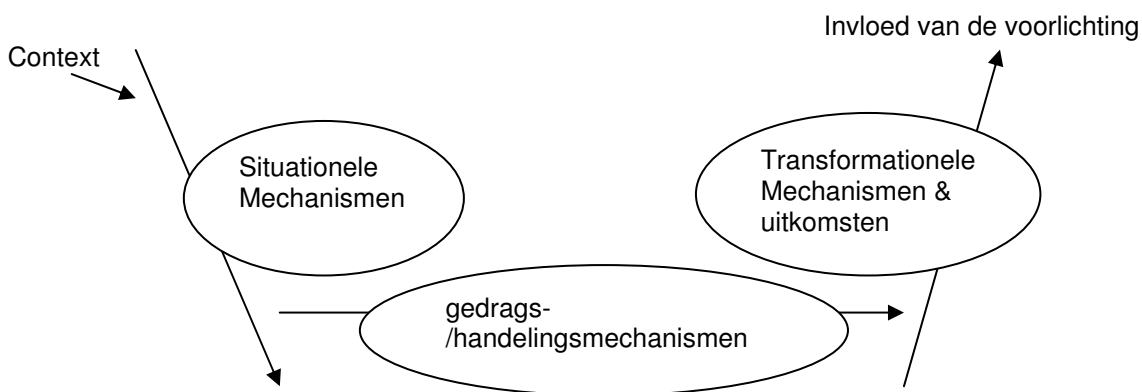 Invloed van de voorlichting
Context
Situationele
Mechanismen
Transformationele
Mechanismen &
uitkomsten
gedrags-
/handelingsmechanismen